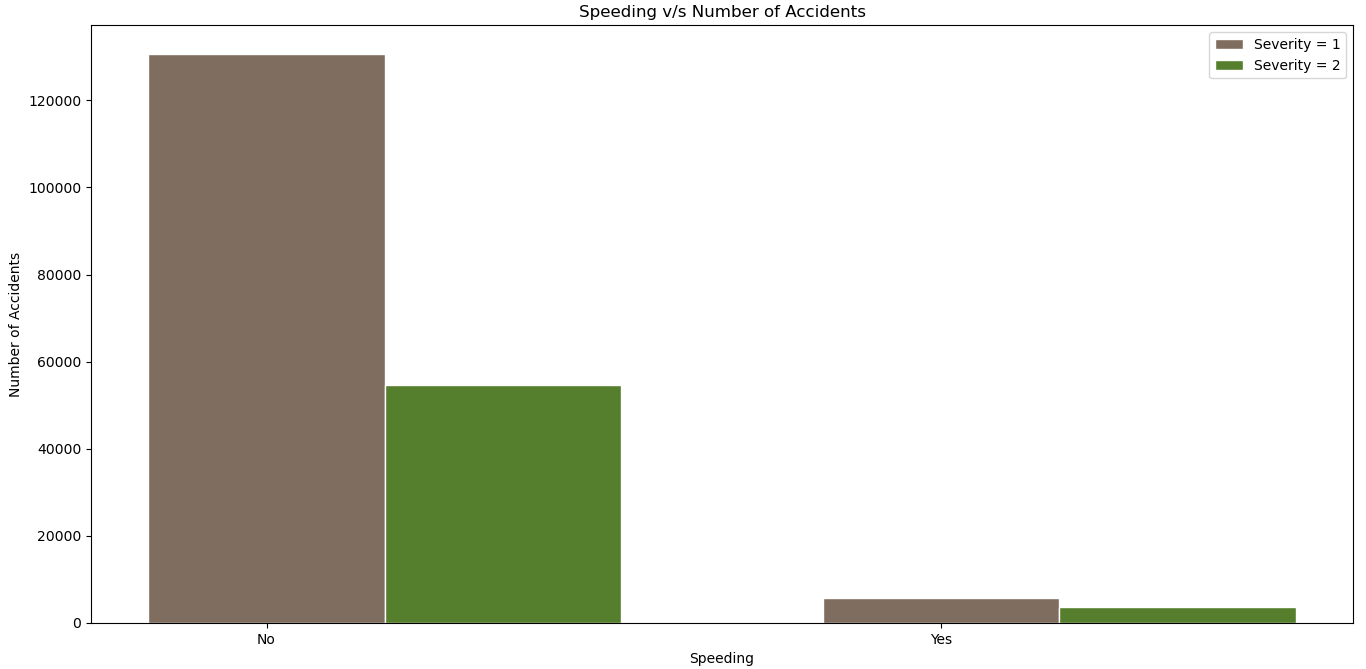 Speeding v/s Number of Accidents
Severity = 1
Severity = 2
Number of Accidents
120000
100000
80000
60000
40000
20000
0
No
Yes
Speeding